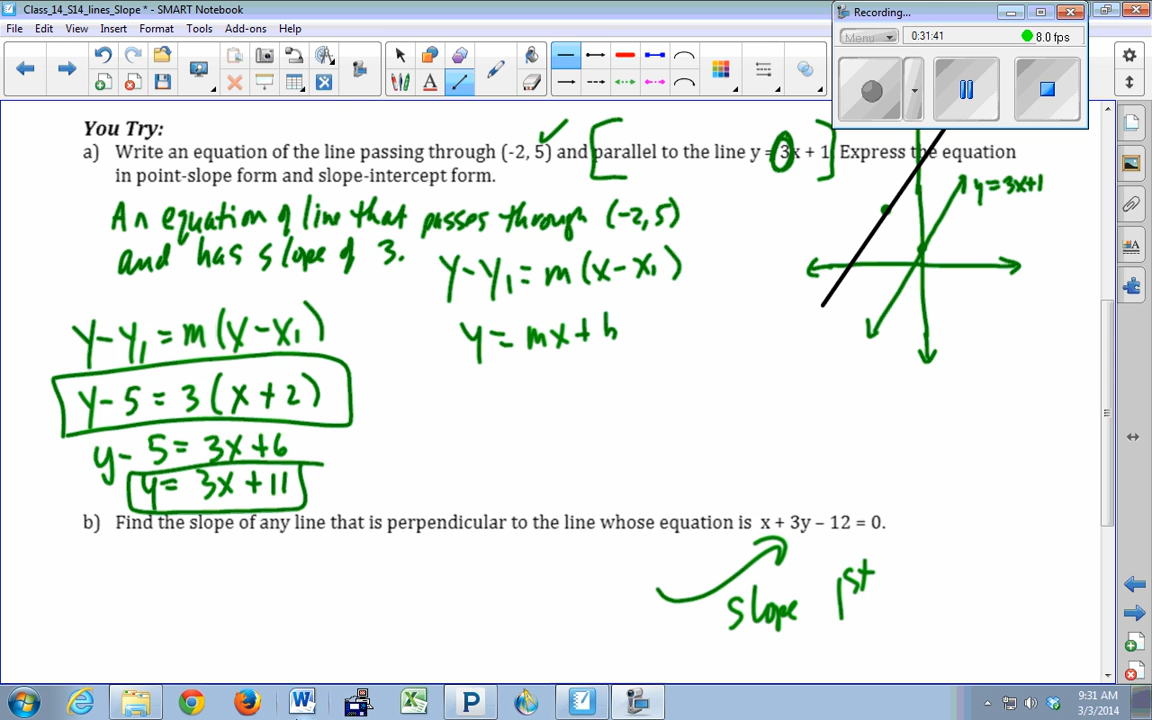 Class_14_S14_lines_Slope * - SMART Notebook
Recording...
File Edit View Insert Format Tools Add-ons Help
Menu
0:31:41
8.0 fps
You Try:
a) Write an equation of the line passing through (-2, 5) and parallel to the line y = 3x + 1. Express the equation
in point-slope form and slope-intercept form.
y=3x+1
An equation of line that passes through (-2,5)
and has slope of 3.
y-y1=m(x-x1)
y-y1=m(x-x1)
y=mx+b
y-5=3(x+2)
y-5=3x+6
y=3x+11
b) Find the slope of any line that is perpendicular to the line whose equation is x + 3y – 12 = 0.
slope 1st
9:31 AM
3/3/2014